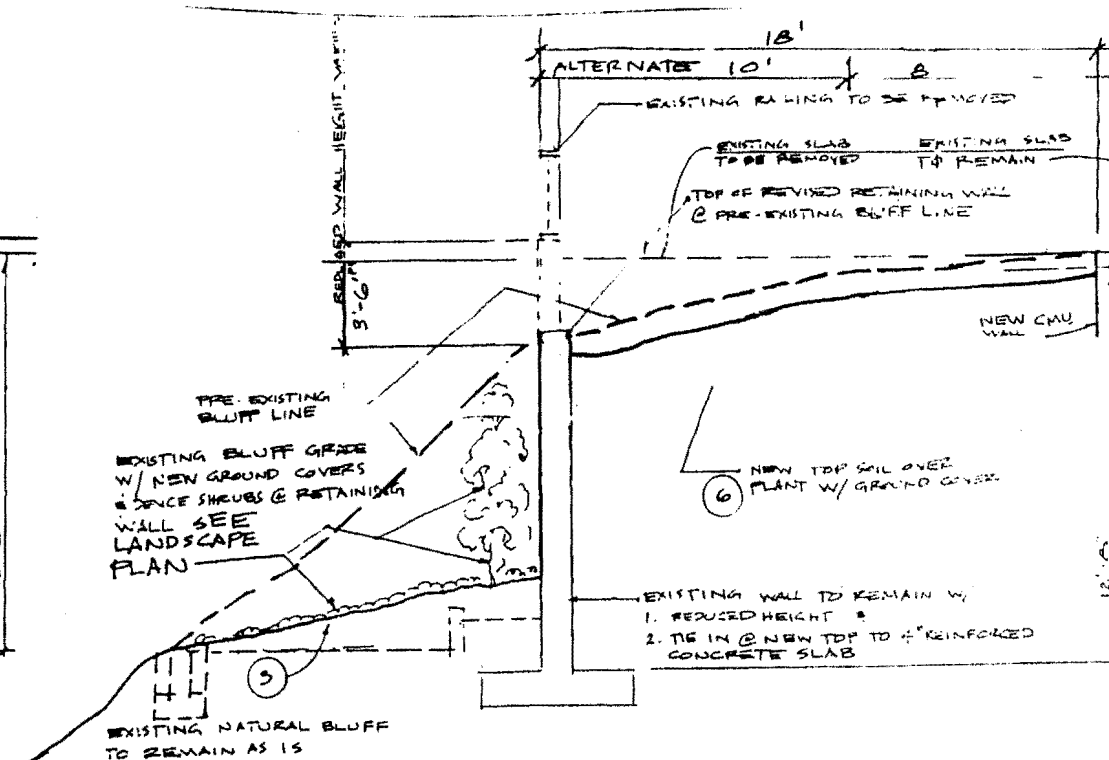 18'
ALTERNATE 10'
8
EXISTING RAILING TO BE REMOVED
EXISTING SLAB
TO BE REMOVED
EXISTING SLAB
TO REMAIN
TOP OF REVISED RETAINING WALL
@ PRE-EXISTING BLUFF LINE
WALL HEIGHT
3'-6"
NEW CMU
WALL
PRE-EXISTING
BLUFF LINE
EXISTING BLUFF GRADE
W/ NEW GROUND COVERS
SHRUBS @ RETAINING
WALL SEE
LANDSCAPE
PLAN
NEW TOP SOIL OVER
PLANT W/ GROUND COVER
6
EXISTING WALL TO REMAIN W/
1. REDUCED HEIGHT
2. TIE IN @ NEW TOP TO 4" REINFORCED
CONCRETE SLAB
EXISTING NATURAL BLUFF
TO REMAIN AS IS